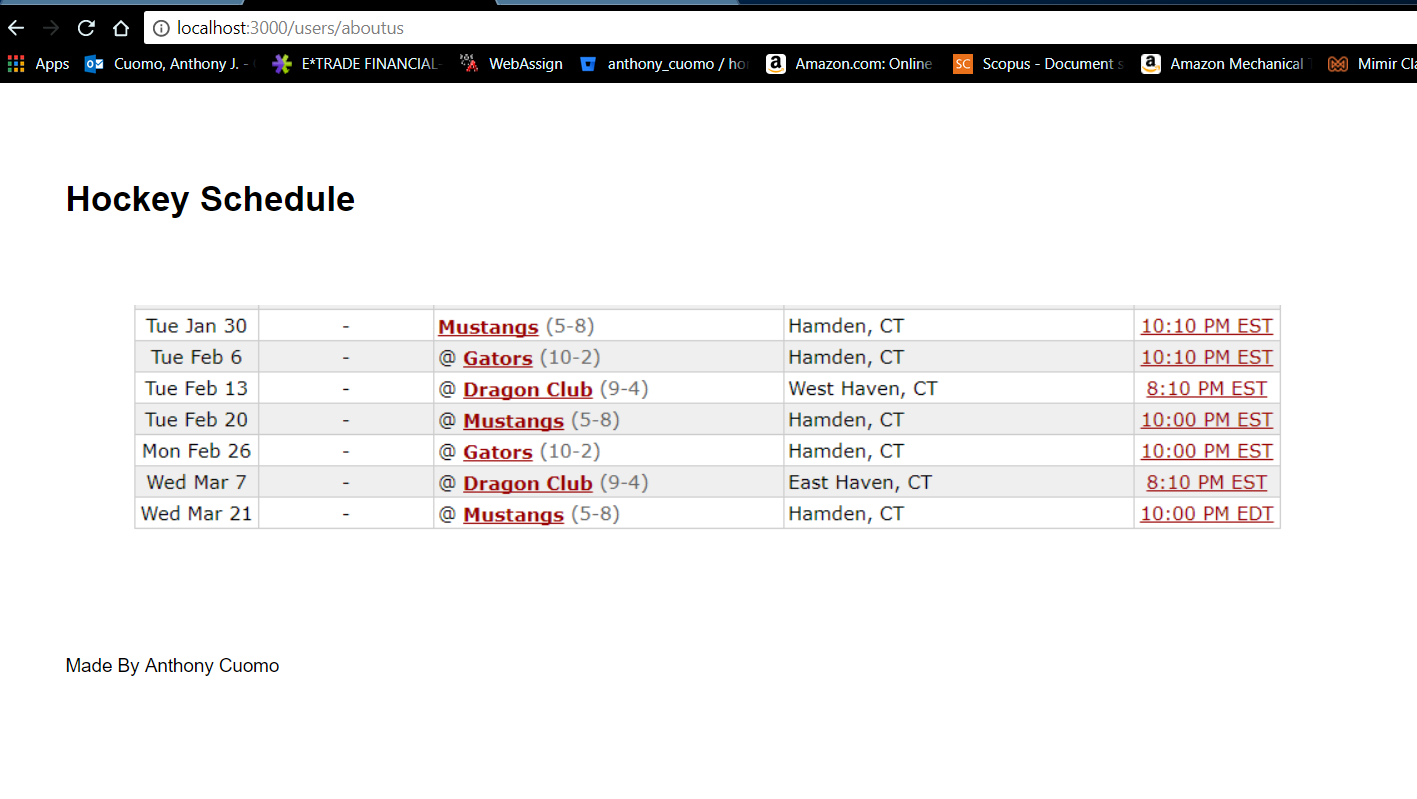 localhost:3000/users/aboutus
Apps Cuomo, Anthony J. - E*TRADE FINANCIAL WebAssign anthony_cuomo / ho Amazon.com: Online SC Scopus - Document s Amazon Mechanical Mimir Cla
Hockey Schedule
Tue Jan 30 - Mustangs (5-8) Hamden, CT 10:10 PM EST
Tue Feb 6 - @ Gators (10-2) Hamden, CT 10:10 PM EST
Tue Feb 13 - @ Dragon Club (9-4) West Haven, CT 8:10 PM EST
Tue Feb 20 - @ Mustangs (5-8) Hamden, CT 10:00 PM EST
Mon Feb 26 - @ Gators (10-2) Hamden, CT 10:00 PM EST
Wed Mar 7 - @ Dragon Club (9-4) East Haven, CT 8:10 PM EST
Wed Mar 21 - @ Mustangs (5-8) Hamden, CT 10:00 PM EDT
Made By Anthony Cuomo